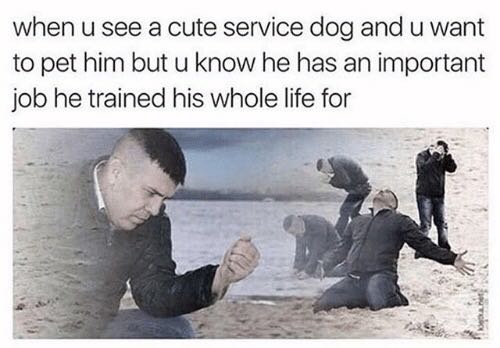 when u see a cute service dog and u want
to pet him but u know he has an important
job he trained his whole life for